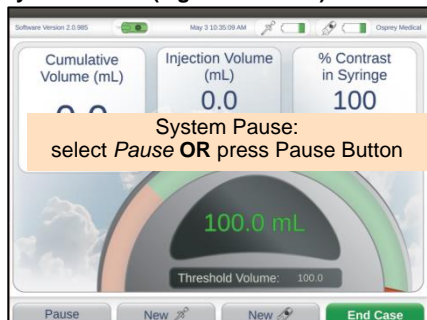 Software Version 2.0.985 May 3 10:35:09 AM Osprey Medical
Cumulative Volume (mL)
Injection Volume (mL)
0.0
% Contrast in Syringe
100
System Pause:
select Pause OR press Pause Button
100.0 mL
Threshold Volume: 100.0
Pause New New End Case